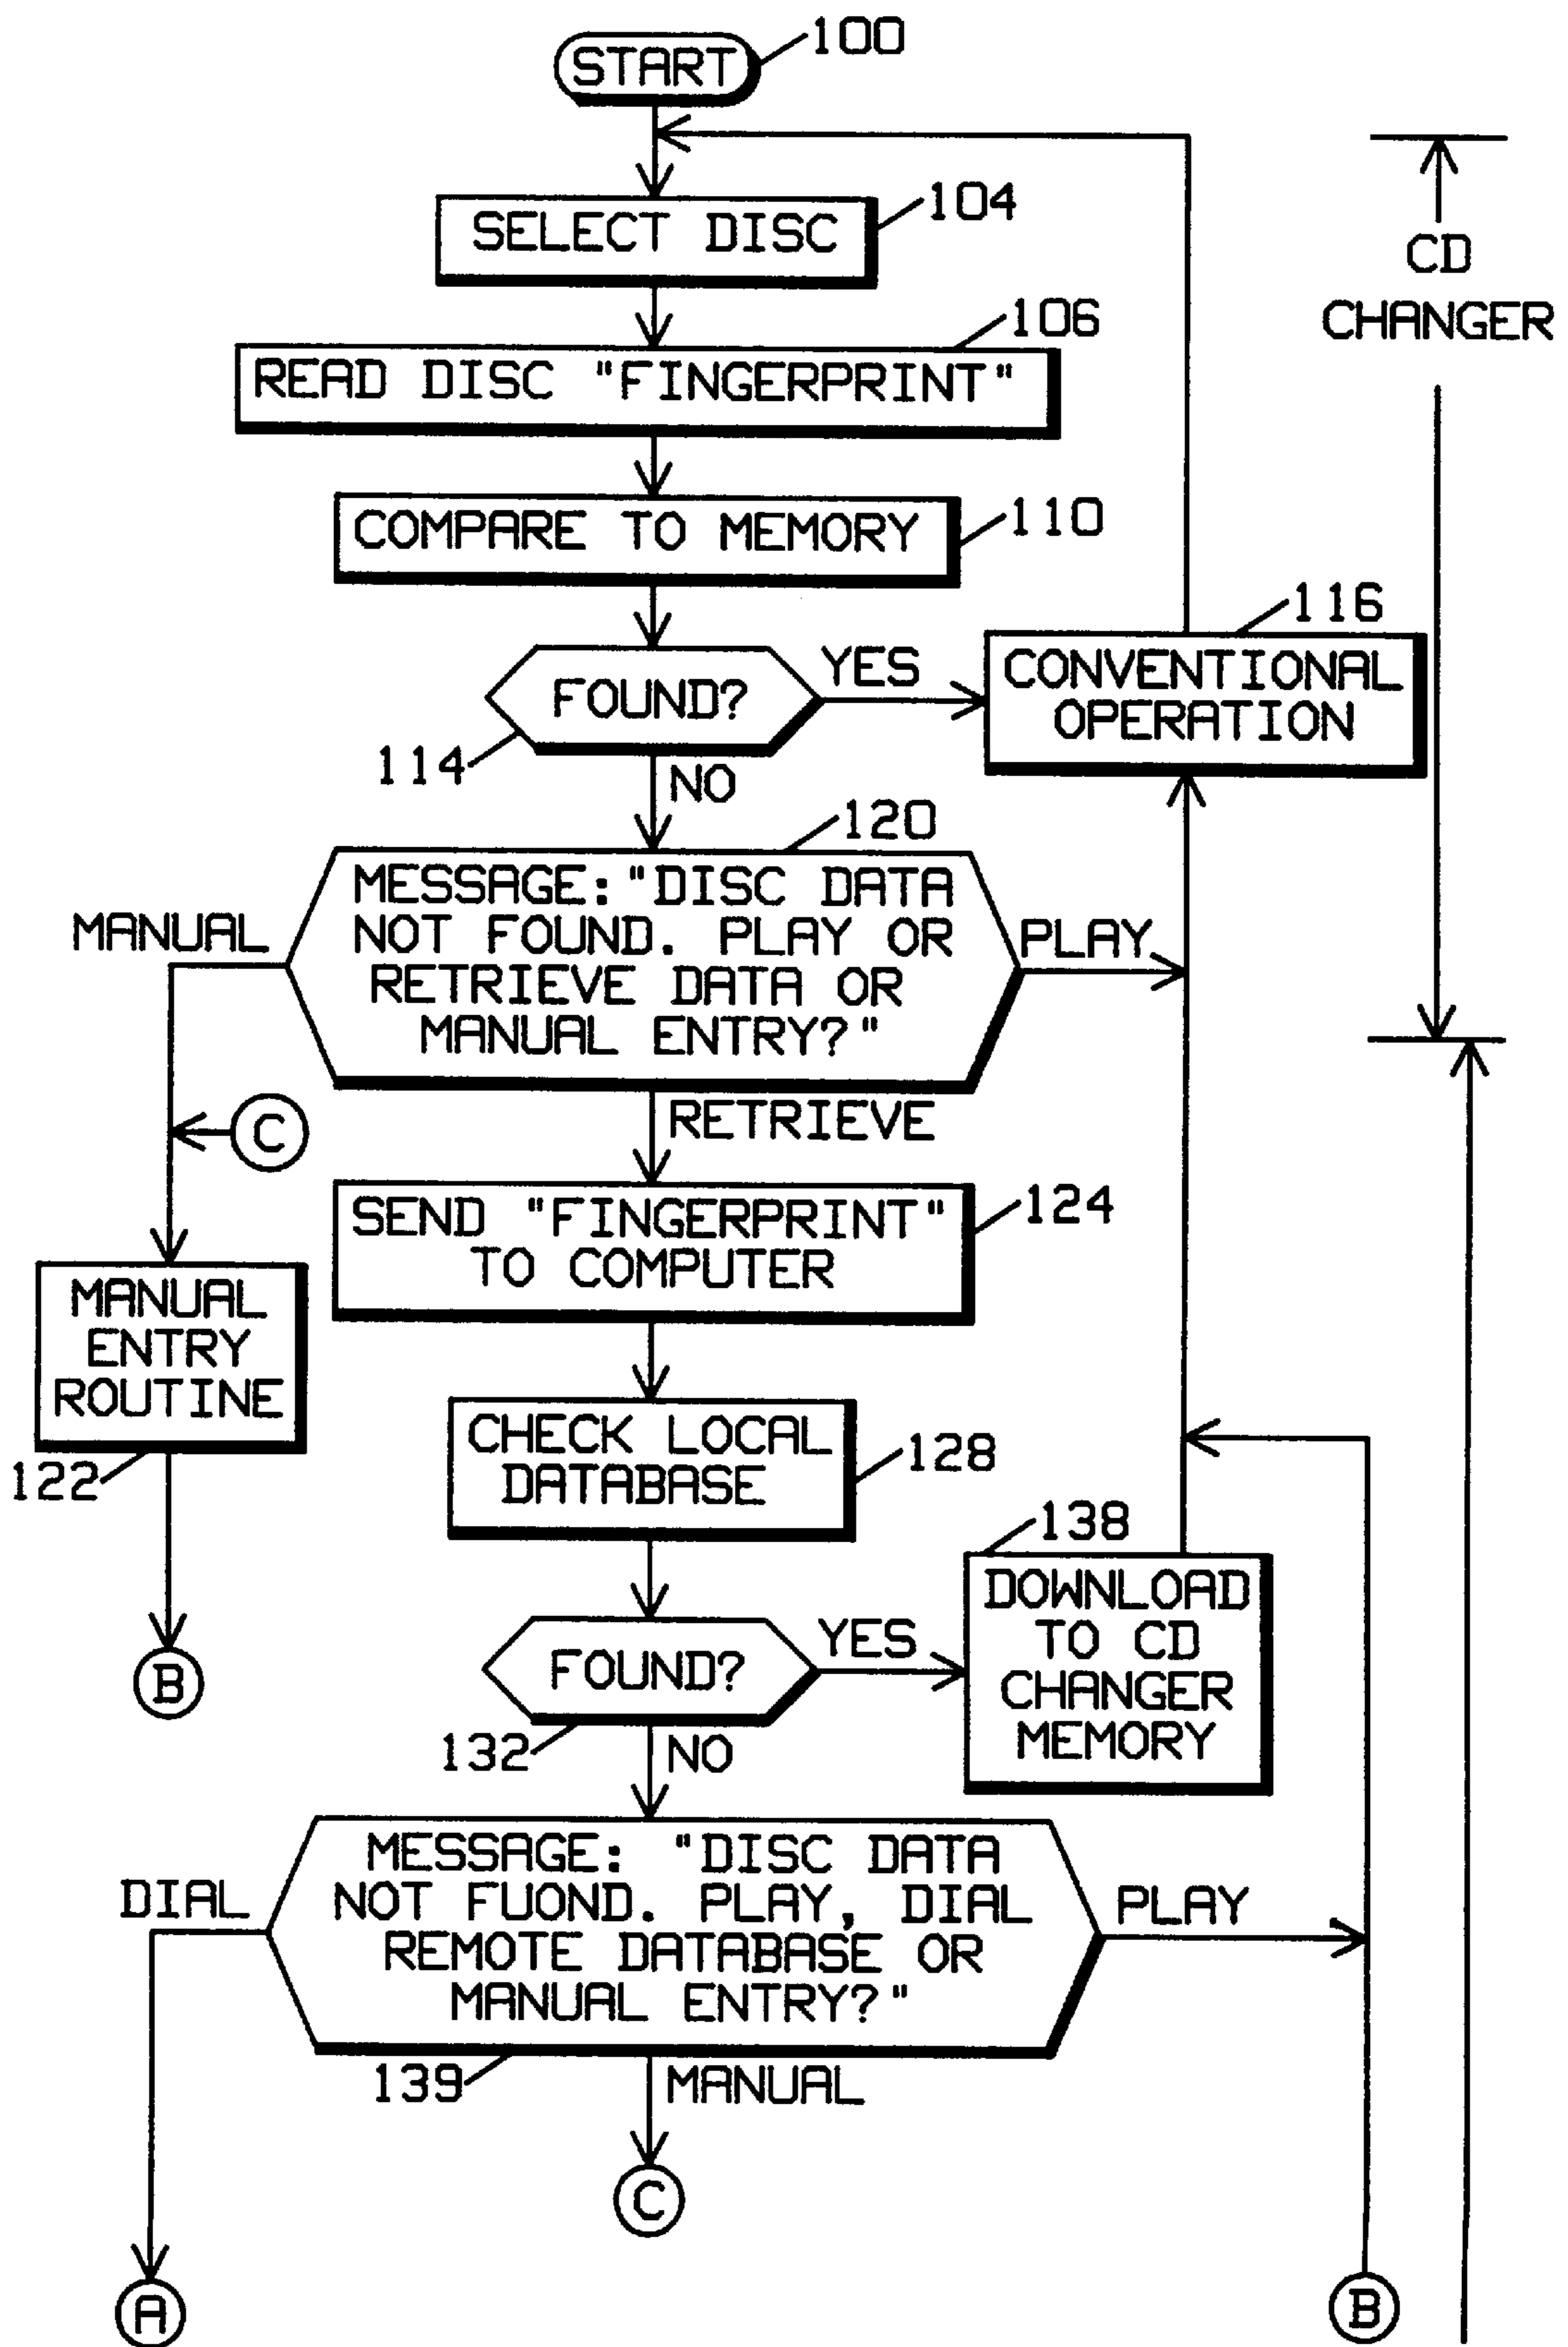 START
100
SELECT DISC
104
CD
CHANGER
READ DISC "FINGERPRINT"
106
COMPARE TO MEMORY
110
FOUND?
114
YES
NO
CONVENTIONAL
OPERATION
116
120
MESSAGE:"DISC DATA
NOT FOUND. PLAY OR
RETRIEVE DATA OR
MANUAL ENTRY?"
MANUAL
PLAY
RETRIEVE
C
SEND "FINGERPRINT"
TO COMPUTER
124
MANUAL
ENTRY
ROUTINE
122
B
CHECK LOCAL
DATABASE
128
FOUND?
132
YES
NO
138
DOWNLOAD
TO CD
CHANGER
MEMORY
MESSAGE: "DISC DATA
NOT FUOND. PLAY, DIAL
REMOTE DATABASE OR
MANUAL ENTRY?"
DIAL
PLAY
139
MANUAL
C
A
B